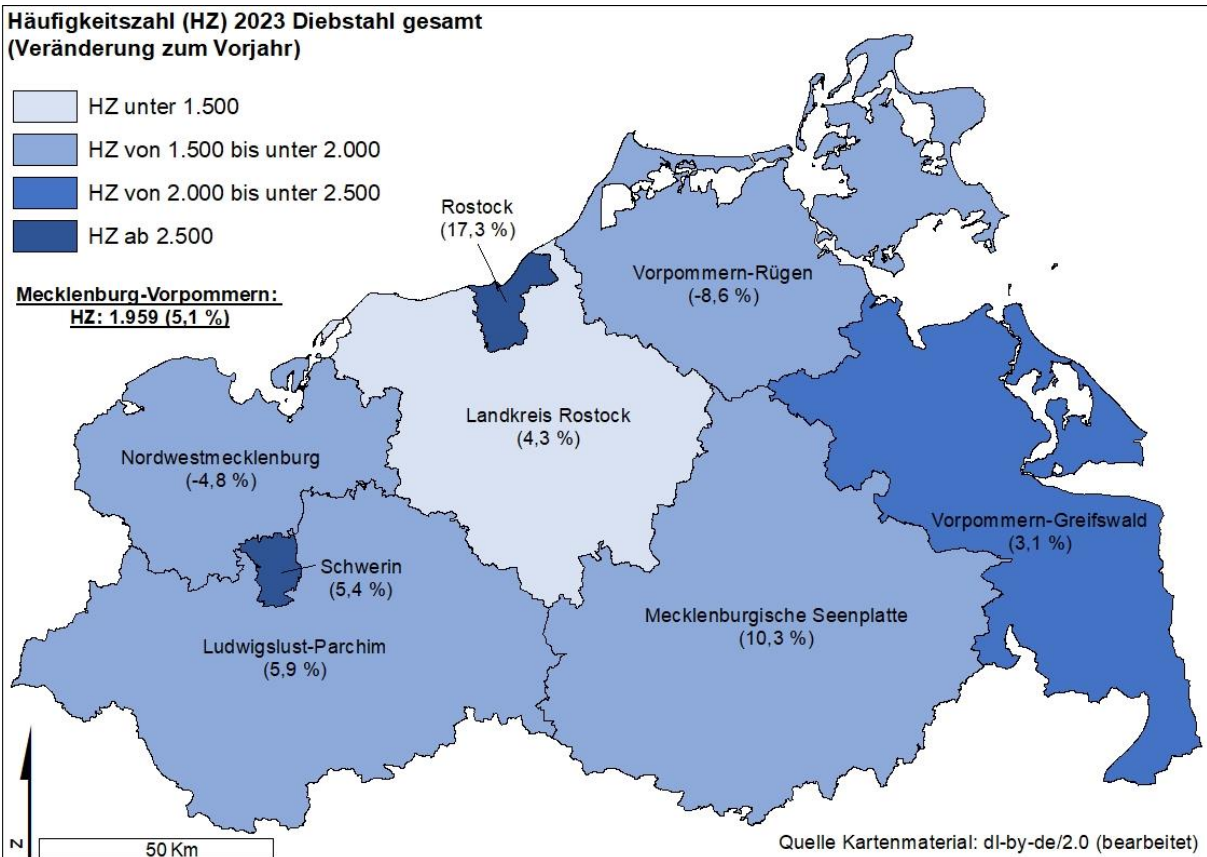 Häufigkeitszahl (HZ) 2023 Diebstahl gesamt
(Veränderung zum Vorjahr)
HZ unter 1.500
HZ von 1.500 bis unter 2.000
HZ von 2.000 bis unter 2.500
HZ ab 2.500
Mecklenburg-Vorpommern:
HZ: 1.959 (5,1 %)
Rostock
(17,3 %)
Vorpommern-Rügen
(-8,6 %)
Landkreis Rostock
(4,3 %)
Nordwestmecklenburg
(-4,8 %)
Vorpommern-Greifswald
(3,1 %)
Schwerin
(5,4 %)
Mecklenburgische Seenplatte
(10,3 %)
Ludwigslust-Parchim
(5,9 %)
N
50 Km
Quelle Kartenmaterial: dl-by-de/2.0 (bearbeitet)